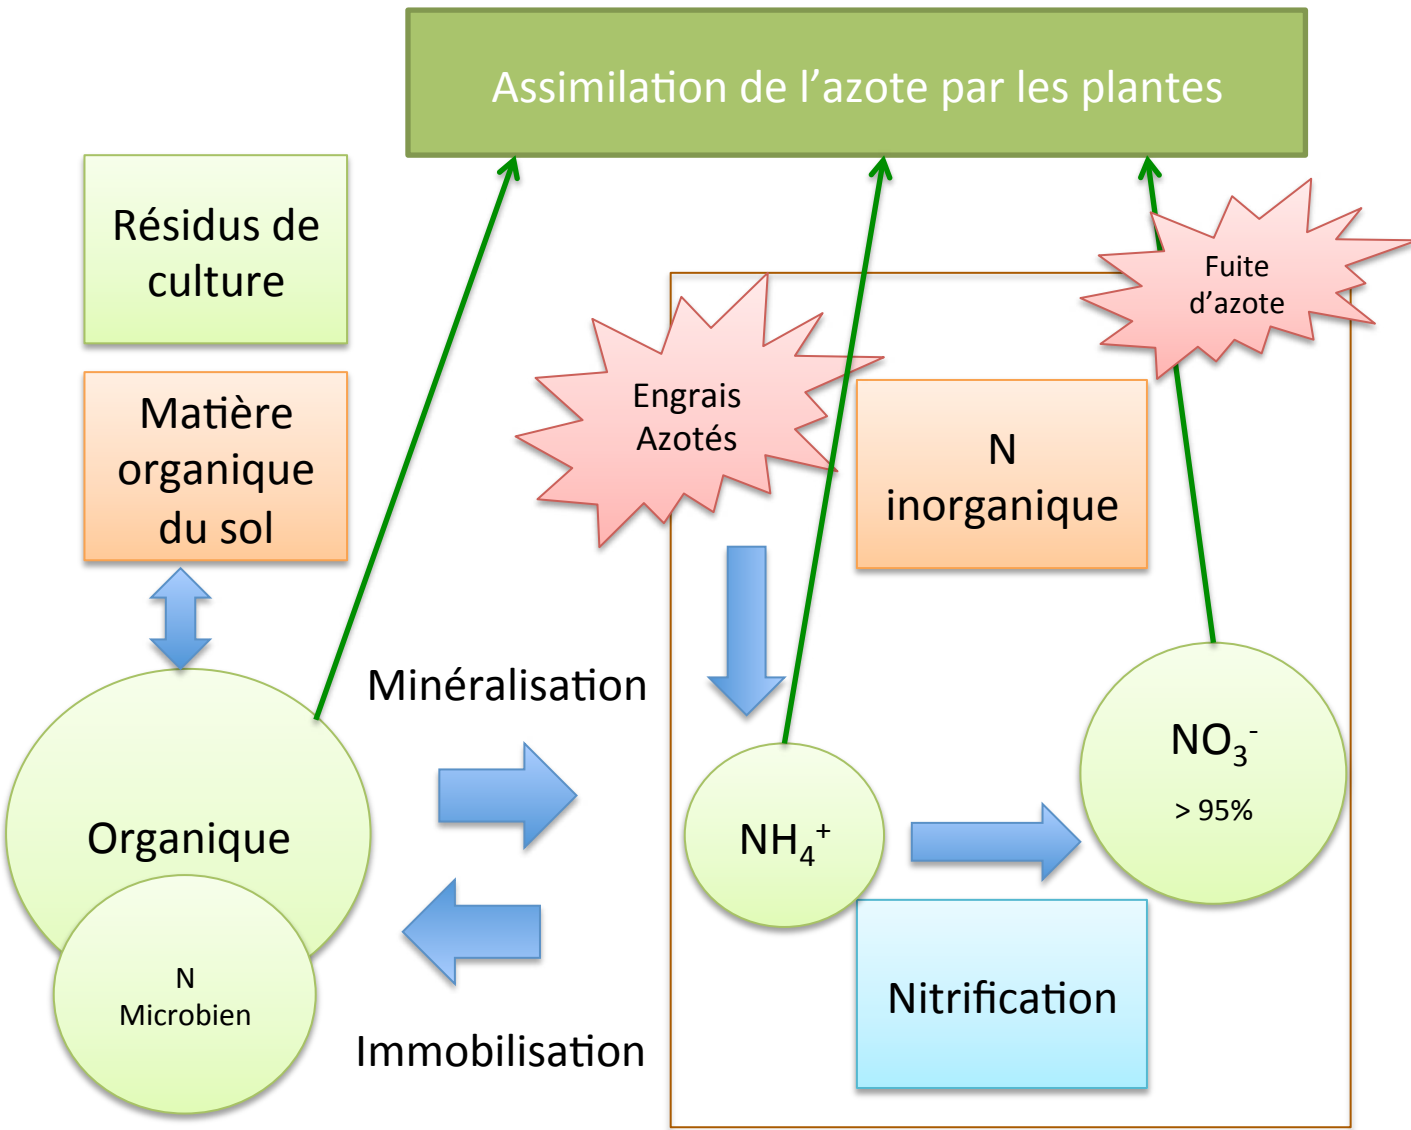 Assimilation de l’azote par les plantes
Résidus de
culture
Matière
organique
du sol
Fuite
d’azote
Engrais
Azotés
N
inorganique
Minéralisation
Organique
N
Microbien
Immobilisation
NH₄⁺
NO₃⁻
> 95%
Nitrification